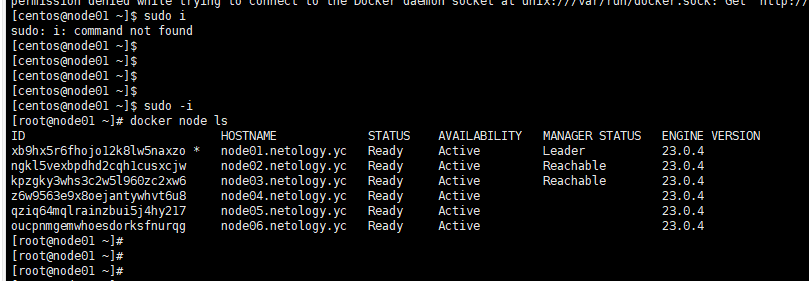 permission denied while trying to connect to the Docker daemon socket at unix:///var/run/docker.sock: Get "http://
[centos@node01 ~]$ sudo i
sudo: i: command not found
[centos@node01 ~]$
[centos@node01 ~]$
[centos@node01 ~]$
[centos@node01 ~]$
[centos@node01 ~]$ sudo -i
[root@node01 ~]# docker node ls
ID HOSTNAME STATUS AVAILABILITY MANAGER STATUS ENGINE VERSION
xb9hx5r6fhojo12k8lw5naxzo * node01.netology.yc Ready Active Leader 23.0.4
ngkl5vexbpdhd2cqh1cusxcjw node02.netology.yc Ready Active Reachable 23.0.4
kpzgky3whs3c2w5l960zc2xw6 node03.netology.yc Ready Active Reachable 23.0.4
z6w9563e9x8oejantywhvt6u8 node04.netology.yc Ready Active 23.0.4
qziq64mqlrainzbui5j4hy217 node05.netology.yc Ready Active 23.0.4
oucpnmgemwhoesdorksfnurqg node06.netology.yc Ready Active 23.0.4
[root@node01 ~]#
[root@node01 ~]#
[root@node01 ~]#